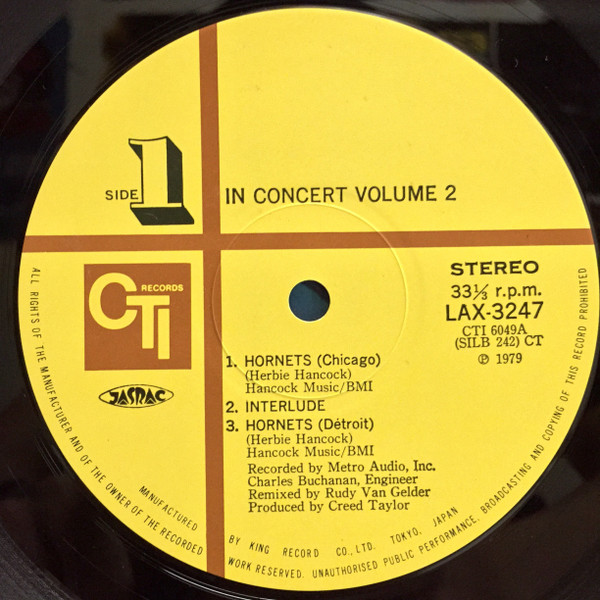 SIDE 1
IN CONCERT VOLUME 2
CTI RECORDS
JASRAC
STEREO
33⅓ r.p.m.
LAX-3247
CTI 6049A
(SILB 242) CT
℗ 1979
1. HORNETS (Chicago)
(Herbie Hancock)
Hancock Music/BMI
2. INTERLUDE
3. HORNETS (Détroit)
(Herbie Hancock)
Hancock Music/BMI
Recorded by Metro Audio, Inc.
Charles Buchanan, Engineer
Remixed by Rudy Van Gelder
Produced by Creed Taylor
MANUFACTURED BY KING RECORD CO., LTD. TOKYO, JAPAN
ALL RIGHTS OF THE MANUFACTURER AND OF THE OWNER OF THE RECORDED WORK RESERVED. UNAUTHORISED PUBLIC PERFORMANCE, BROADCASTING AND COPYING OF THIS RECORD PROHIBITED